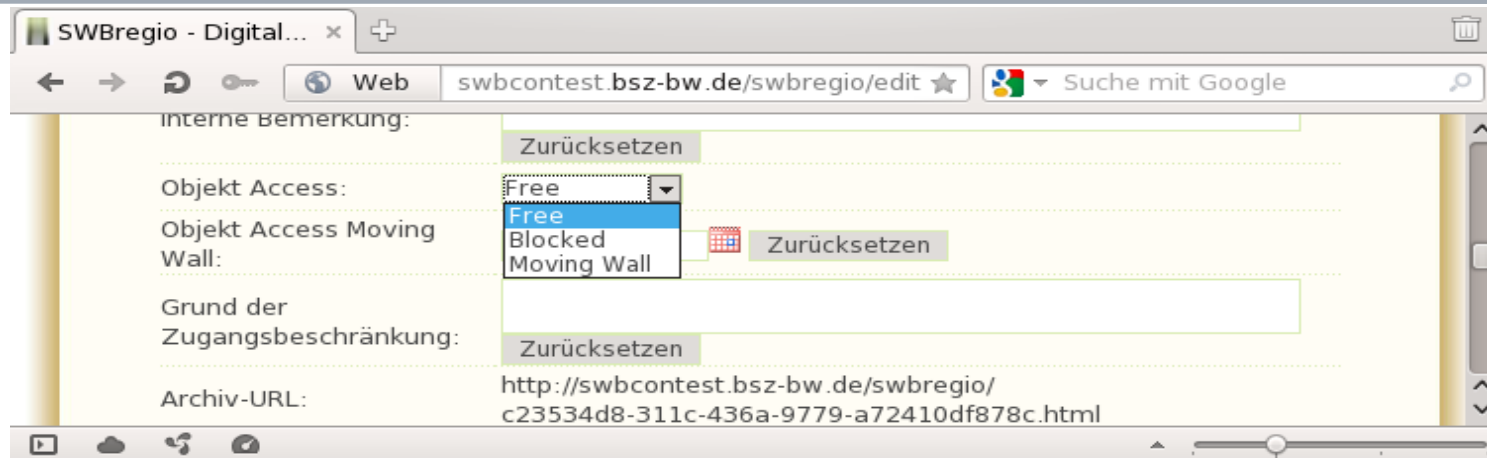 SWBregio - Digital...
Web
swbcontest.bsz-bw.de/swbregio/edit
Suche mit Google
Interne Bemerkung:
Zurücksetzen
Objekt Access:
Free
Free
Blocked
Moving Wall
Objekt Access Moving
Wall:
Zurücksetzen
Grund der
Zugangsbeschränkung:
Zurücksetzen
Archiv-URL:
http://swbcontest.bsz-bw.de/swbregio/
c23534d8-311c-436a-9779-a72410df878c.html